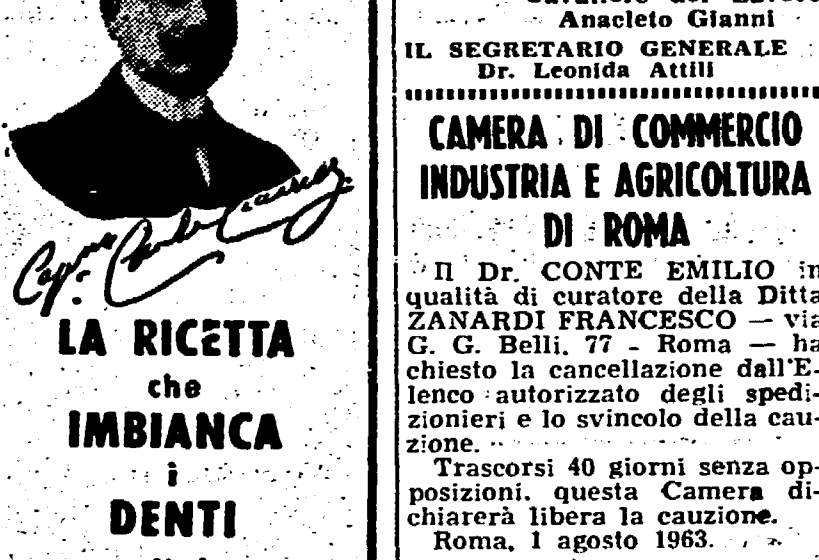 LA RICETTA
che
IMBIANCA
i
DENTI
Anacleto Gianni
IL SEGRETARIO GENERALE
Dr. Leonida Attili
CAMERA DI COMMERCIO
INDUSTRIA E AGRICOLTURA
DI ROMA
Il Dr. CONTE EMILIO in
qualità di curatore della Ditta
ZANARDI FRANCESCO — via
G. G. Belli. 77 - Roma — ha
chiesto la cancellazione dall'E-
lenco autorizzato degli spedi-
zionieri e lo svincolo della cau-
zione.
Trascorsi 40 giorni senza op-
posizioni. questa Camera di-
chiarerà libera la cauzione.
Roma, 1 agosto 1963.